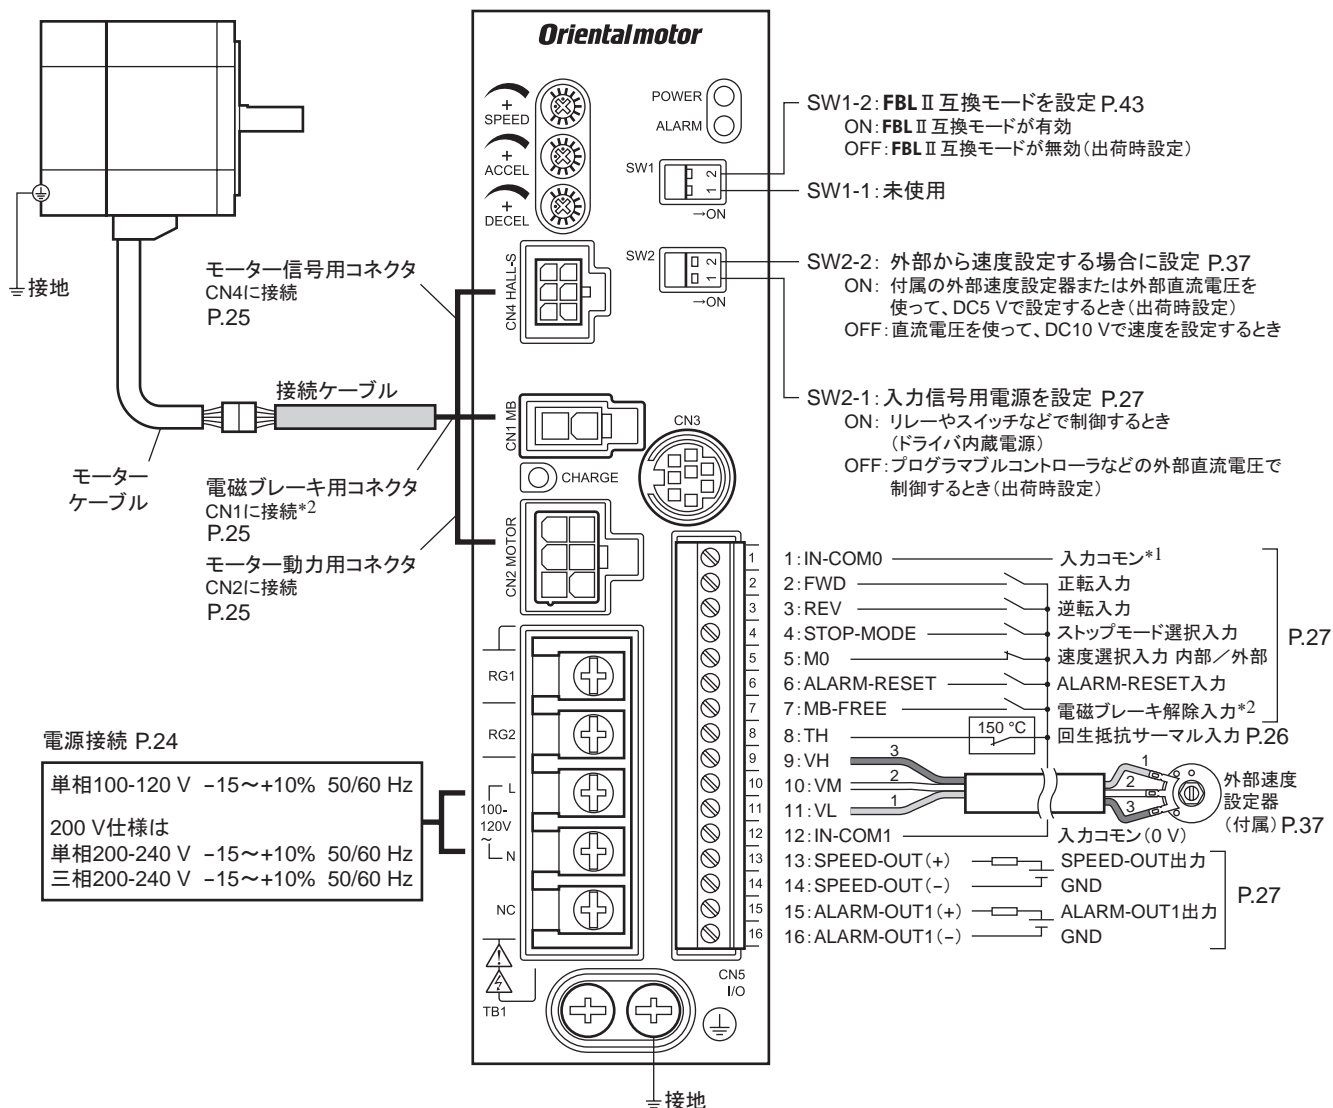 Orientalmotor
POWER
ALARM
+
SPEED
+
ACCEL
+
DECEL
SW1
2
1
→ON
SW2
2
1
→ON
SW1-2:FBLⅡ互換モードを設定 P.43
ON:FBLⅡ互換モードが有効
OFF:FBLⅡ互換モードが無効(出荷時設定)
SW1-1:未使用
SW2-2: 外部から速度設定する場合に設定 P.37
ON: 付属の外部速度設定器または外部直流電圧を
使って、DC5 Vで設定するとき(出荷時設定)
OFF:直流電圧を使って、DC10 Vで速度を設定するとき
SW2-1:入力信号用電源を設定 P.27
ON: リレーやスイッチなどで制御するとき
(ドライバ内蔵電源)
OFF:プログラマブルコントローラなどの外部直流電圧で
制御するとき(出荷時設定)
接地
モーター信号用コネクタ
CN4に接続
P.25
接続ケーブル
モーター
ケーブル
電磁ブレーキ用コネクタ
CN1に接続*2
P.25
モーター動力用コネクタ
CN2に接続
P.25
CN4 HALL-S
CN1 MB
CHARGE
CN2 MOTOR
CN3
電源接続 P.24
単相100-120 V −15~+10% 50/60 Hz
200 V仕様は
単相200-240 V −15~+10% 50/60 Hz
三相200-240 V −15~+10% 50/60 Hz
RG1
RG2
L
100-
120V
~
N
NC
TB1
1
2
3
4
5
6
7
8
9
10
11
12
13
14
15
16
CN5
I/O
接地
1:IN-COM0 入力コモン*1
2:FWD 正転入力
3:REV 逆転入力
4:STOP-MODE ストップモード選択入力
5:M0 速度選択入力 内部/外部
6:ALARM-RESET ALARM-RESET入力
7:MB-FREE 電磁ブレーキ解除入力*2
P.27
8:TH 150 °C 回生抵抗サーマル入力 P.26
9:VH 3 1
10:VM 2 2
11:VL 1 3
外部速度
設定器
(付属) P.37
12:IN-COM1 入力コモン(0 V)
13:SPEED-OUT(+) SPEED-OUT出力
14:SPEED-OUT(−) GND
15:ALARM-OUT1(+) ALARM-OUT1出力
16:ALARM-OUT1(−) GND
P.27